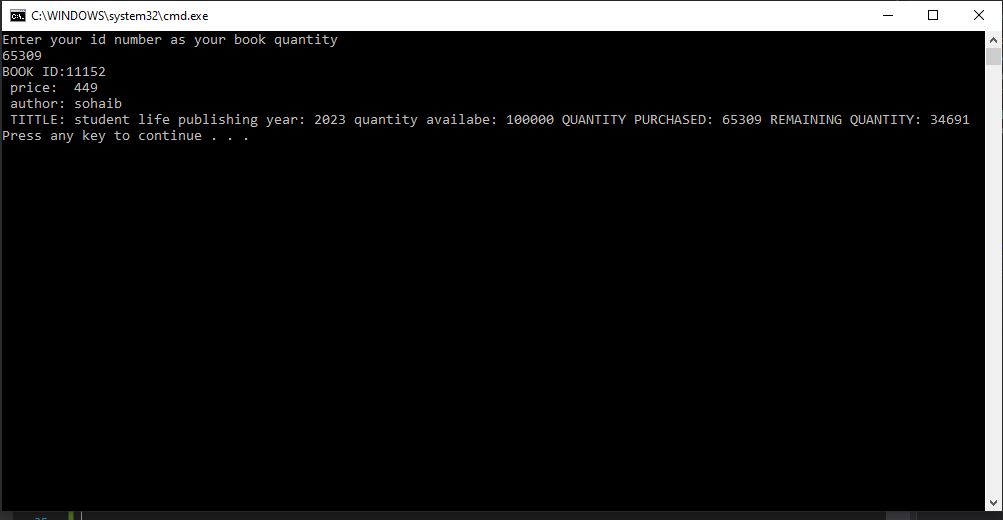 C:\WINDOWS\system32\cmd.exe
Enter your id number as your book quantity
65309
BOOK ID:11152
 price:  449
 author: sohaib
 TITTLE: student life publishing year: 2023 quantity availabe: 100000 QUANTITY PURCHASED: 65309 REMAINING QUANTITY: 34691
Press any key to continue . . .